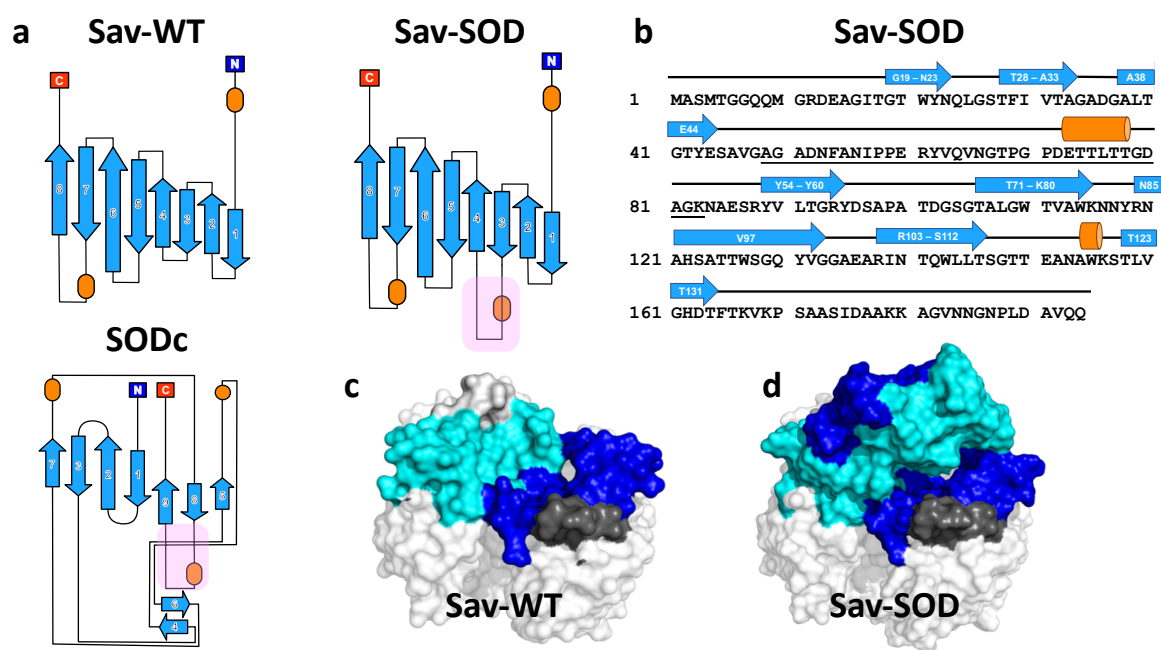 a
Sav-WT
C
N
8 7 6 5 4 3 2 1
Sav-SOD
C
N
8 7 6 5 4 3 2 1
SODc
N
C
7 3 2 1 9 8 5
6
4
b
Sav-SOD
G19 – N23 T28 – A33 A38
1 MASMTGGQQM GRDEAGITGT WYNQLGSTFI VTAGADGALT
E44
41 GTYESAVGAG ADNFANIPPE RYVQVNGTPG PDETTLTTGD
Y54 – Y60 T71 – K80 N85
81 AGKNAESRYV LTGRYDSAPA TDGSGTALGW TVAWKNNYRN
V97 R103 – S112 T123
121 AHSATTWSGQ YVGGAEARIN TQWLLTSGTT EANAWKSTLV
T131
161 GHDTFTKVKP SAASIDAAKK AGVNNGNPLD AVQQ
c
Sav-WT
d
Sav-SOD